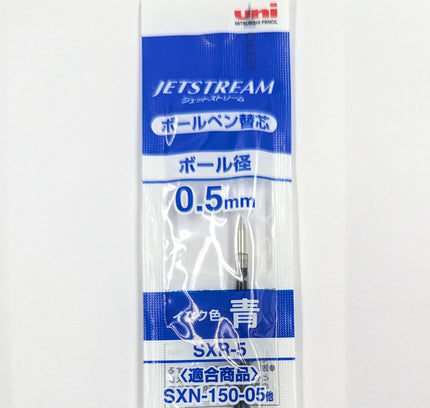 uni
MITSUBISHI PENCIL
JETSTREAM
ジェットストリーム
ボールペン替芯
ボール径
0.5mm
インク色 青
SXR-5
〈適合商品〉
SXN-150-05他